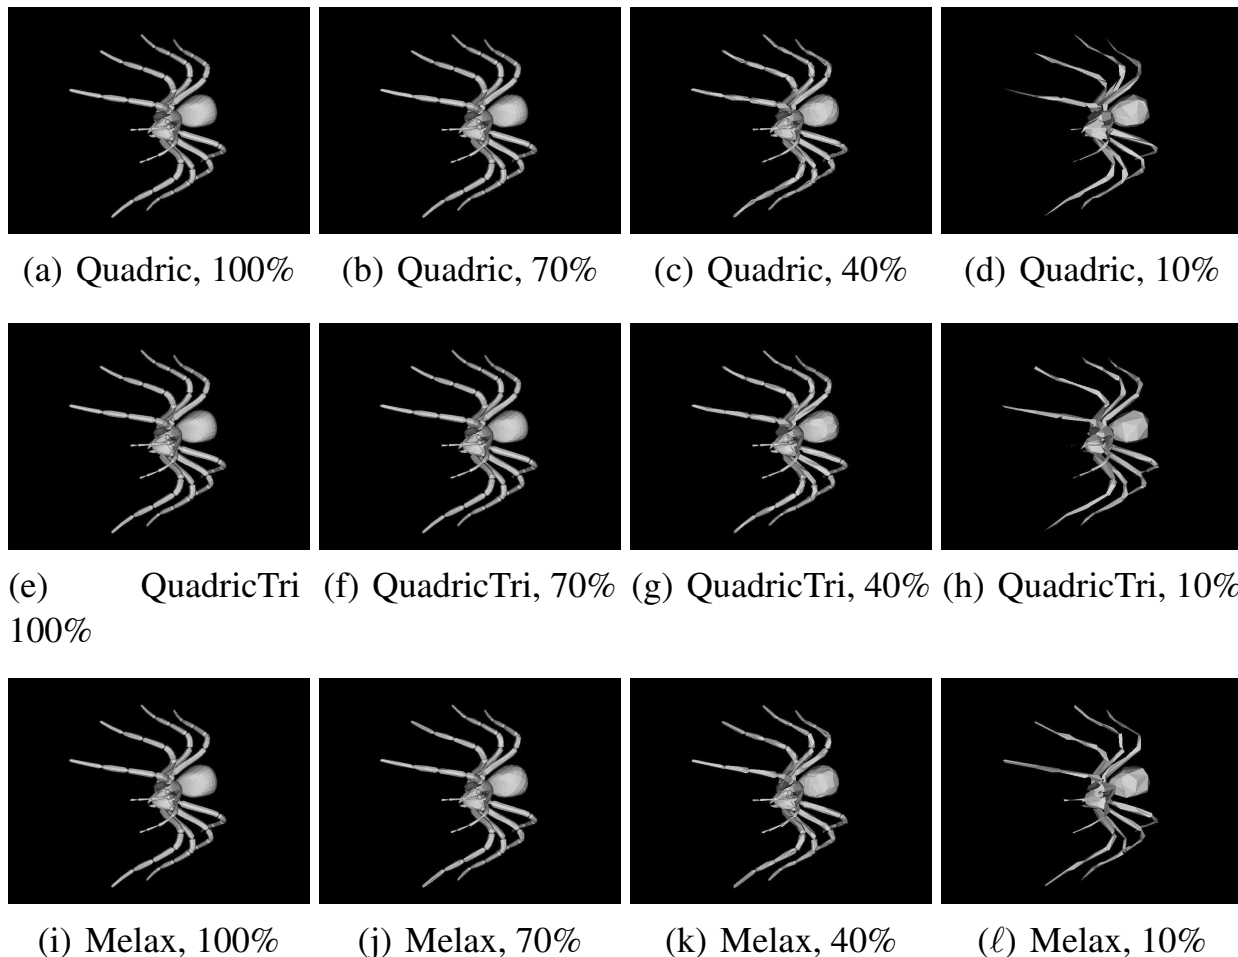 (a) Quadric, 100%
(b) Quadric, 70%
(c) Quadric, 40%
(d) Quadric, 10%
(e) QuadricTri
100%
(f) QuadricTri, 70%
(g) QuadricTri, 40%
(h) QuadricTri, 10%
(i) Melax, 100%
(j) Melax, 70%
(k) Melax, 40%
(ℓ) Melax, 10%